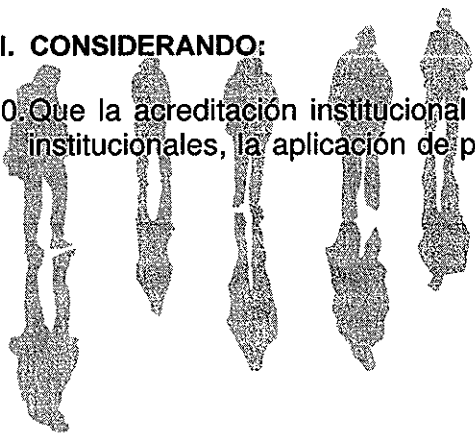 I. CONSIDERANDO:
0.Que la acreditación institucional
institucionales, la aplicación de p